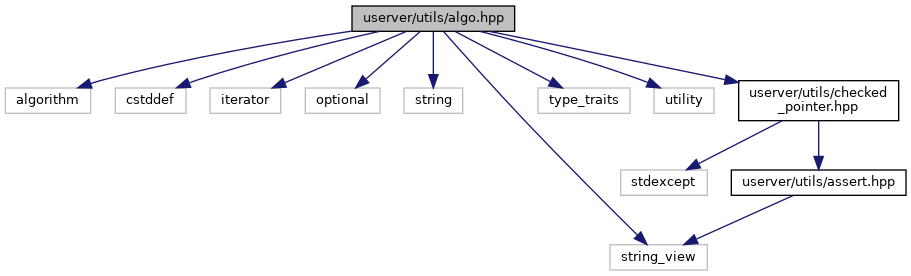 userver/utils/algo.hpp
algorithm
cstddef
iterator
optional
string
type_traits
utility
userver/utils/checked
_pointer.hpp
stdexcept
userver/utils/assert.hpp
string_view